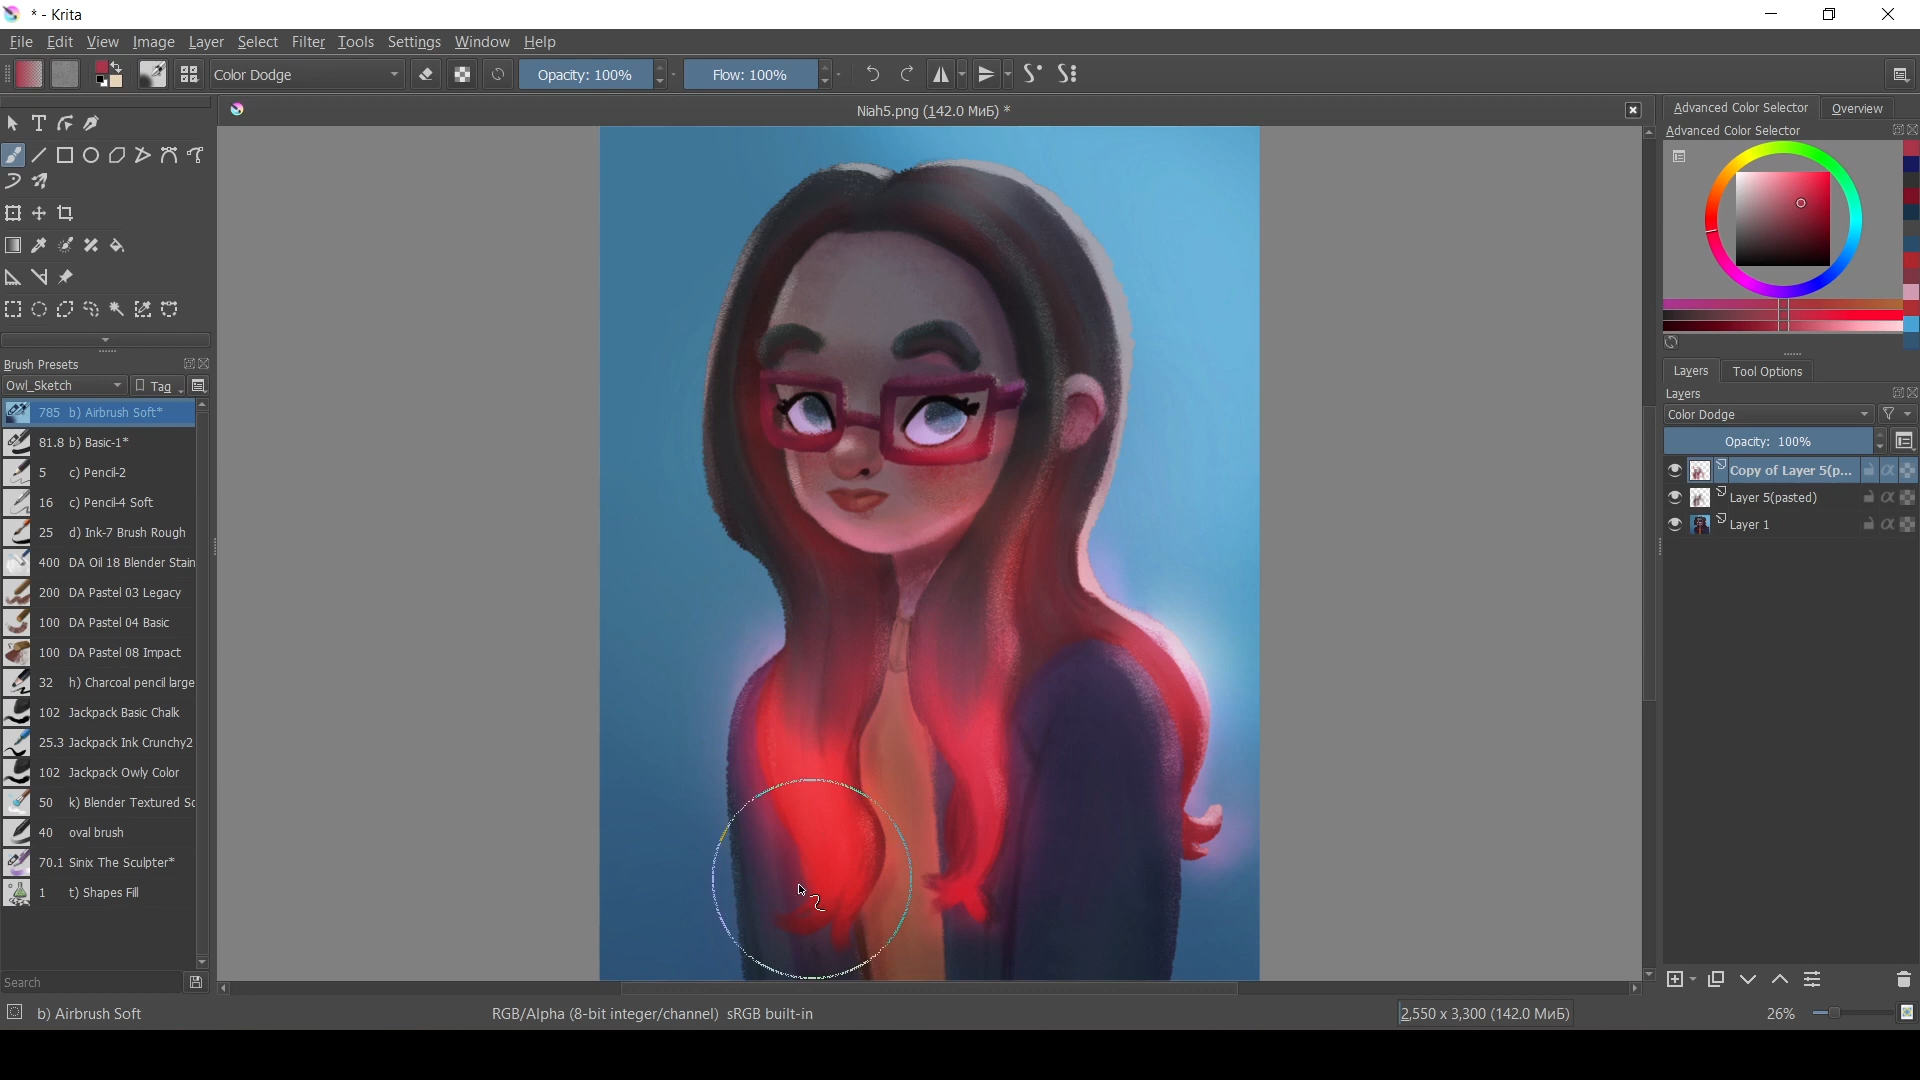 * - Krita
File Edit View Image Layer Select Filter Tools Settings Window Help
Color Dodge Opacity: 100% Flow: 100%
Niah5.png (142.0 МиБ) *
Advanced Color Selector Overview
Advanced Color Selector
Brush Presets
Owl_Sketch Tag
785 b) Airbrush Soft*
81.8 b) Basic-1*
5 c) Pencil-2
16 c) Pencil-4 Soft
25 d) Ink-7 Brush Rough
400 DA Oil 18 Blender Stain
200 DA Pastel 03 Legacy
100 DA Pastel 04 Basic
100 DA Pastel 08 Impact
32 h) Charcoal pencil large
102 Jackpack Basic Chalk
25.3 Jackpack Ink Crunchy2
102 Jackpack Owly Color
50 k) Blender Textured So
40 oval brush
70.1 Sinix The Sculpter*
1 t) Shapes Fill
Search
Layers Tool Options
Layers
Color Dodge
Opacity: 100%
Copy of Layer 5(p...
Layer 5(pasted)
Layer 1
b) Airbrush Soft RGB/Alpha (8-bit integer/channel) sRGB built-in 2,550 x 3,300 (142.0 МиБ) 26%